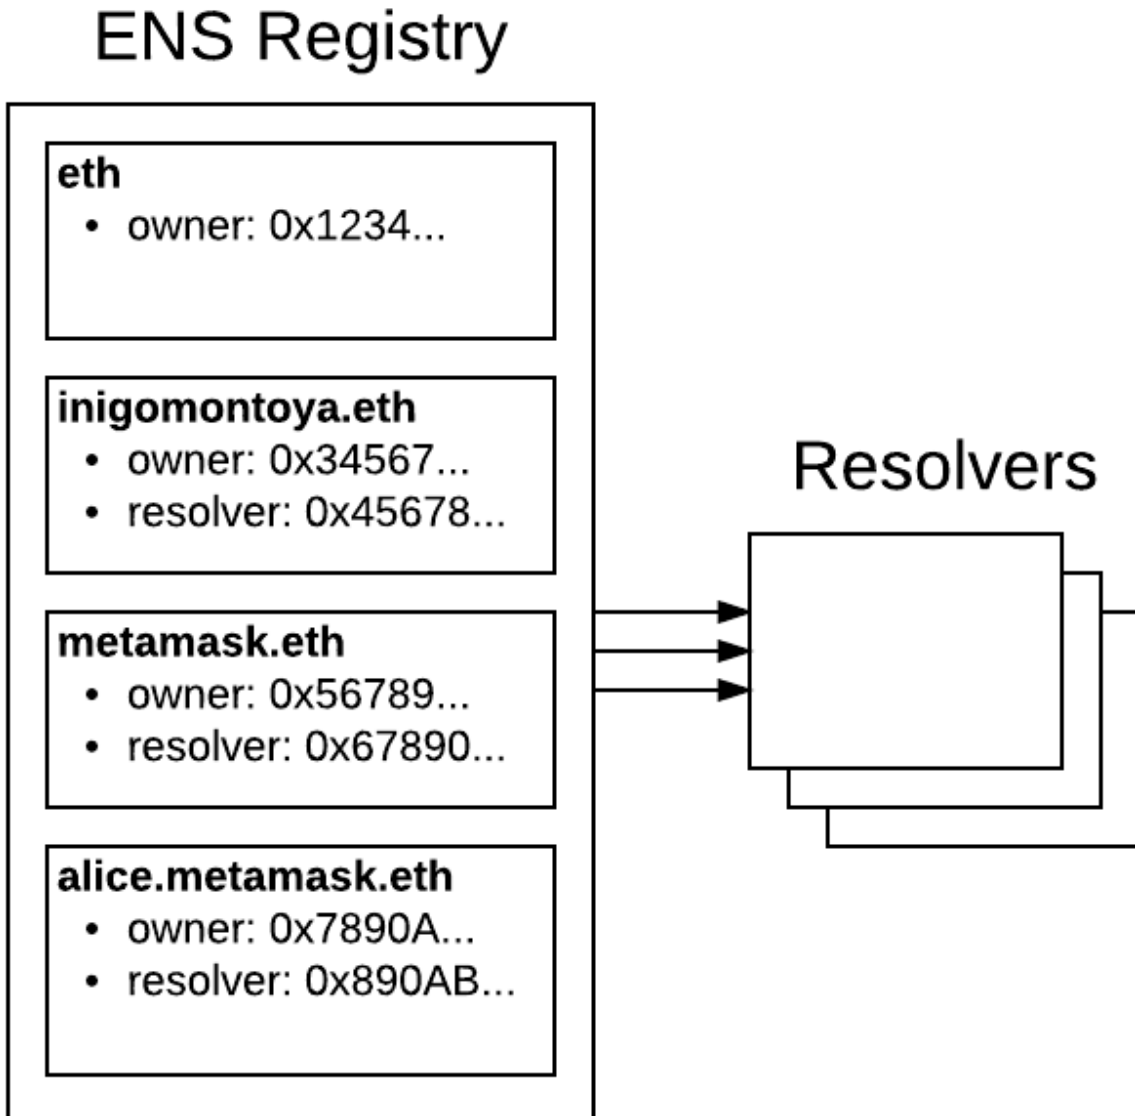 ENS Registry
eth
• owner: 0x1234...
inigomontoya.eth
• owner: 0x34567...
• resolver: 0x45678...
Resolvers
metamask.eth
• owner: 0x56789...
• resolver: 0x67890...
alice.metamask.eth
• owner: 0x7890A...
• resolver: 0x890AB...